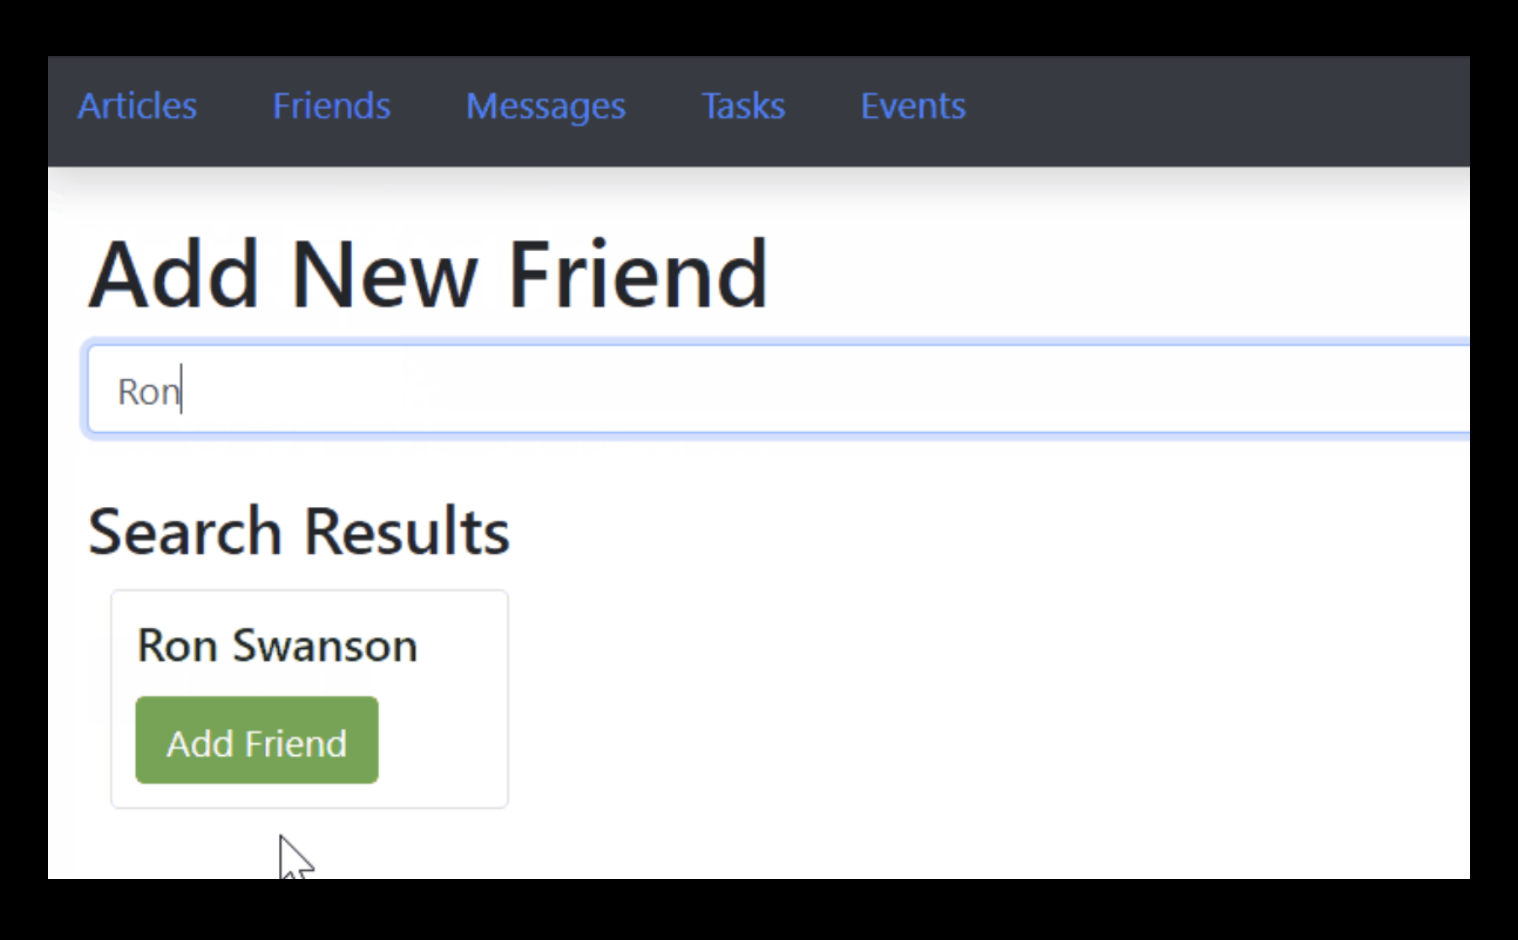 Articles Friends Messages Tasks Events
Add New Friend
Ron
Search Results
Ron Swanson
Add Friend